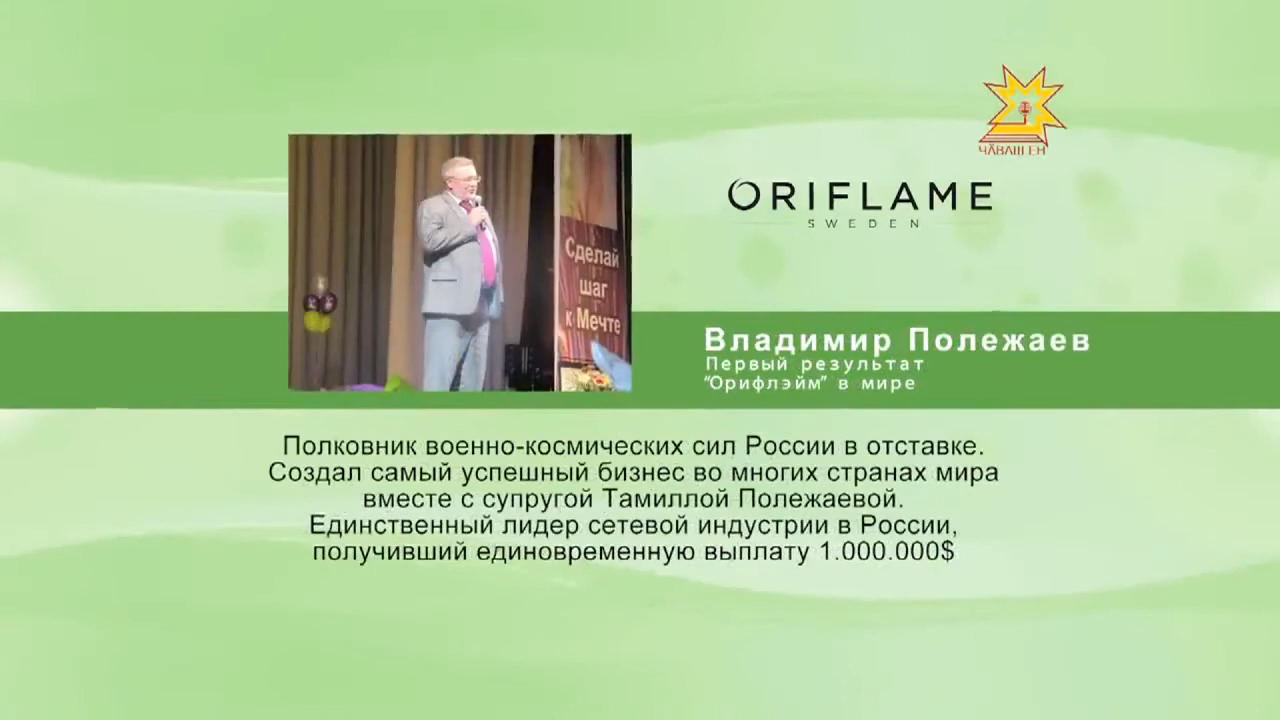 ЧӐВАШ ЕН
ORIFLAME
SWEDEN
Сделай
шаг
к Мечте
Владимир Полежаев
Первый результат
“Орифлэйм” в мире
Полковник военно-космических сил России в отставке.
Создал самый успешный бизнес во многих странах мира
вместе с супругой Тамиллой Полежаевой.
Единственный лидер сетевой индустрии в России,
получивший единовременную выплату 1.000.000$